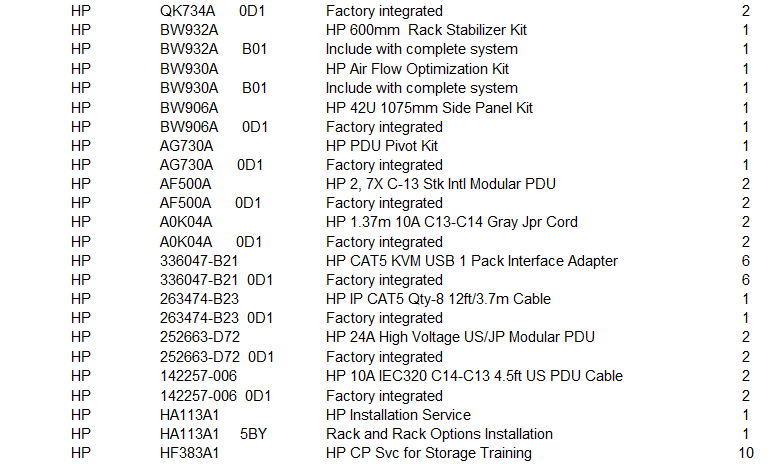 HP QK734A 0D1 Factory integrated 2
HP BW932A HP 600mm Rack Stabilizer Kit 1
HP BW932A B01 Include with complete system 1
HP BW930A HP Air Flow Optimization Kit 1
HP BW930A B01 Include with complete system 1
HP BW906A HP 42U 1075mm Side Panel Kit 1
HP BW906A 0D1 Factory integrated 1
HP AG730A HP PDU Pivot Kit 1
HP AG730A 0D1 Factory integrated 1
HP AF500A HP 2, 7X C-13 Stk Intl Modular PDU 2
HP AF500A 0D1 Factory integrated 2
HP A0K04A HP 1.37m 10A C13-C14 Gray Jpr Cord 2
HP A0K04A 0D1 Factory integrated 2
HP 336047-B21 HP CAT5 KVM USB 1 Pack Interface Adapter 6
HP 336047-B21 0D1 Factory integrated 6
HP 263474-B23 HP IP CAT5 Qty-8 12ft/3.7m Cable 1
HP 263474-B23 0D1 Factory integrated 1
HP 252663-D72 HP 24A High Voltage US/JP Modular PDU 2
HP 252663-D72 0D1 Factory integrated 2
HP 142257-006 HP 10A IEC320 C14-C13 4.5ft US PDU Cable 2
HP 142257-006 0D1 Factory integrated 2
HP HA113A1 HP Installation Service 1
HP HA113A1 5BY Rack and Rack Options Installation 1
HP HF383A1 HP CP Svc for Storage Training 10